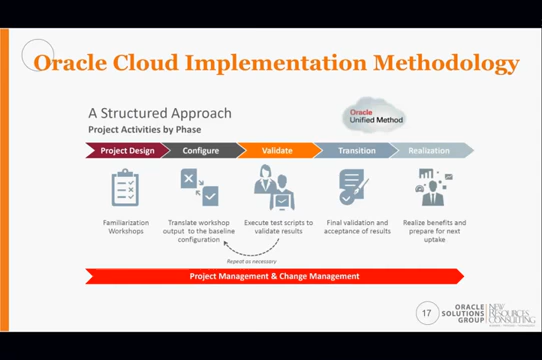 Oracle Cloud Implementation Methodology
A Structured Approach
Project Activities by Phase
Oracle
Unified Method
Project Design
Configure
Validate
Transition
Realization
Familiarization
Workshops
Translate workshop
output to the baseline
configuration
Execute test scripts to
validate results
Final validation and
acceptance of results
Realize benefits and
prepare for next
uptake
Repeat as necessary
Project Management & Change Management
17
ORACLE
SOLUTIONS
GROUP
NEW
RESOURCES
CONSULTING